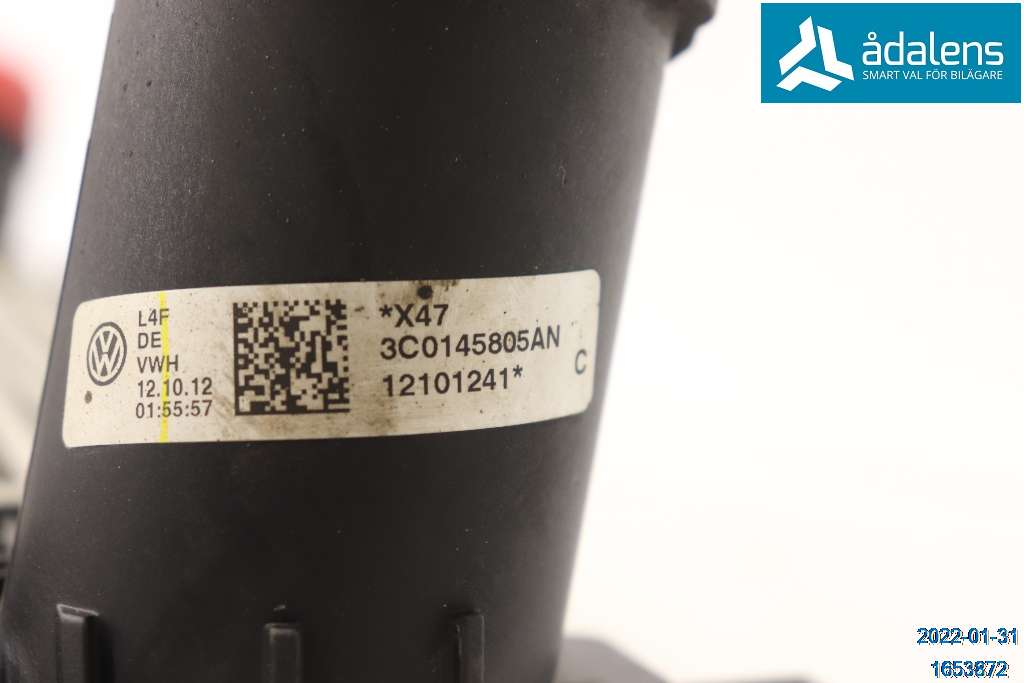 ådalens
SMART VAL FÖR BILÄGARE
L4F
DE
VWH
12.10.12
01:55:57
*X47
3C0145805AN
12101241*
C
2022-01-31
1653872